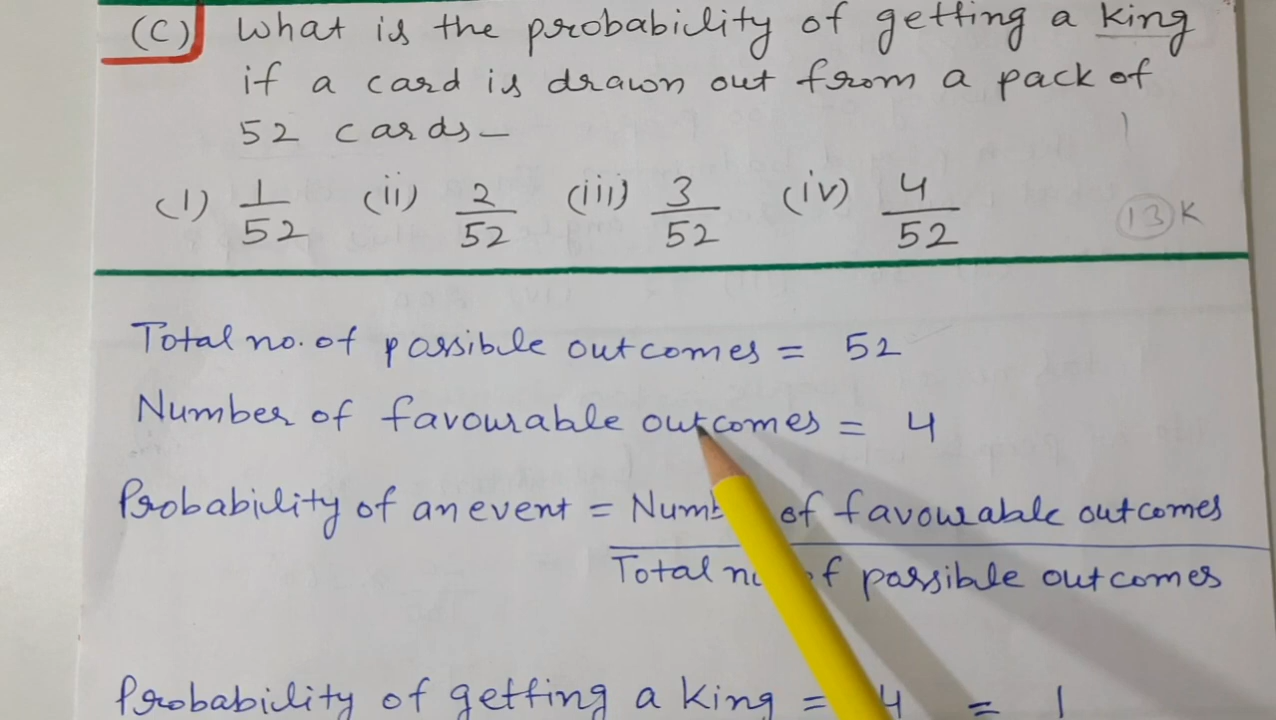 (C) What is the probability of getting a king
if a card is drawn out from a pack of
52 cards—
(i) 1/52 (ii) 2/52 (iii) 3/52 (iv) 4/52
13 K
Total no. of possible outcomes = 52
Number of favourable outcomes = 4
Probability of an event = of favourable outcomes
Total of possible outcomes
Probability of getting a king = 4 = 1